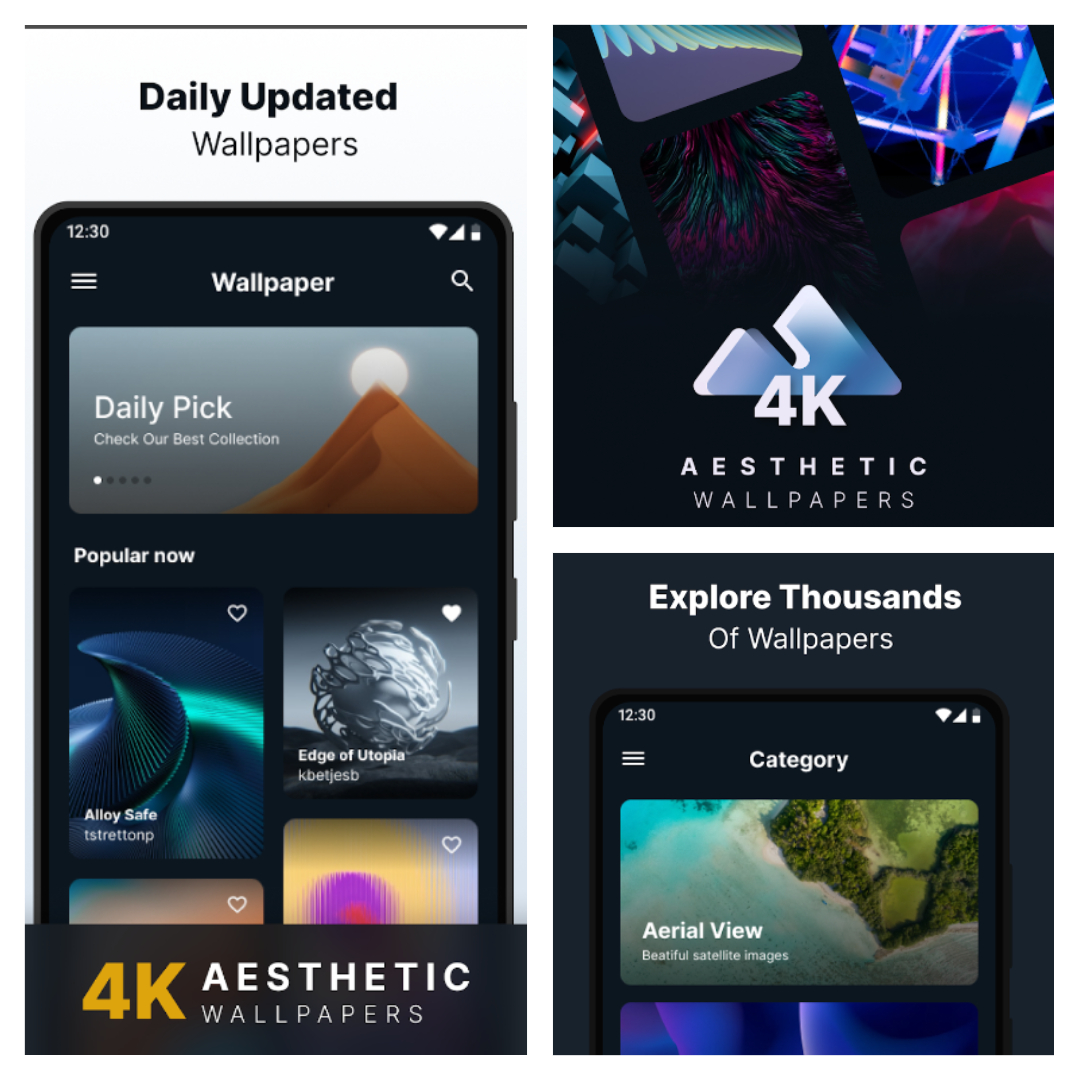 Daily Updated
Wallpapers
12:30
Wallpaper
Daily Pick
Check Our Best Collection
Popular now
Alloy Safe
tstrettonp
Edge of Utopia
kbetjesb
4K AESTHETIC
WALLPAPERS
4K
AESTHETIC
WALLPAPERS
Explore Thousands
Of Wallpapers
12:30
Category
Aerial View
Beatiful satellite images